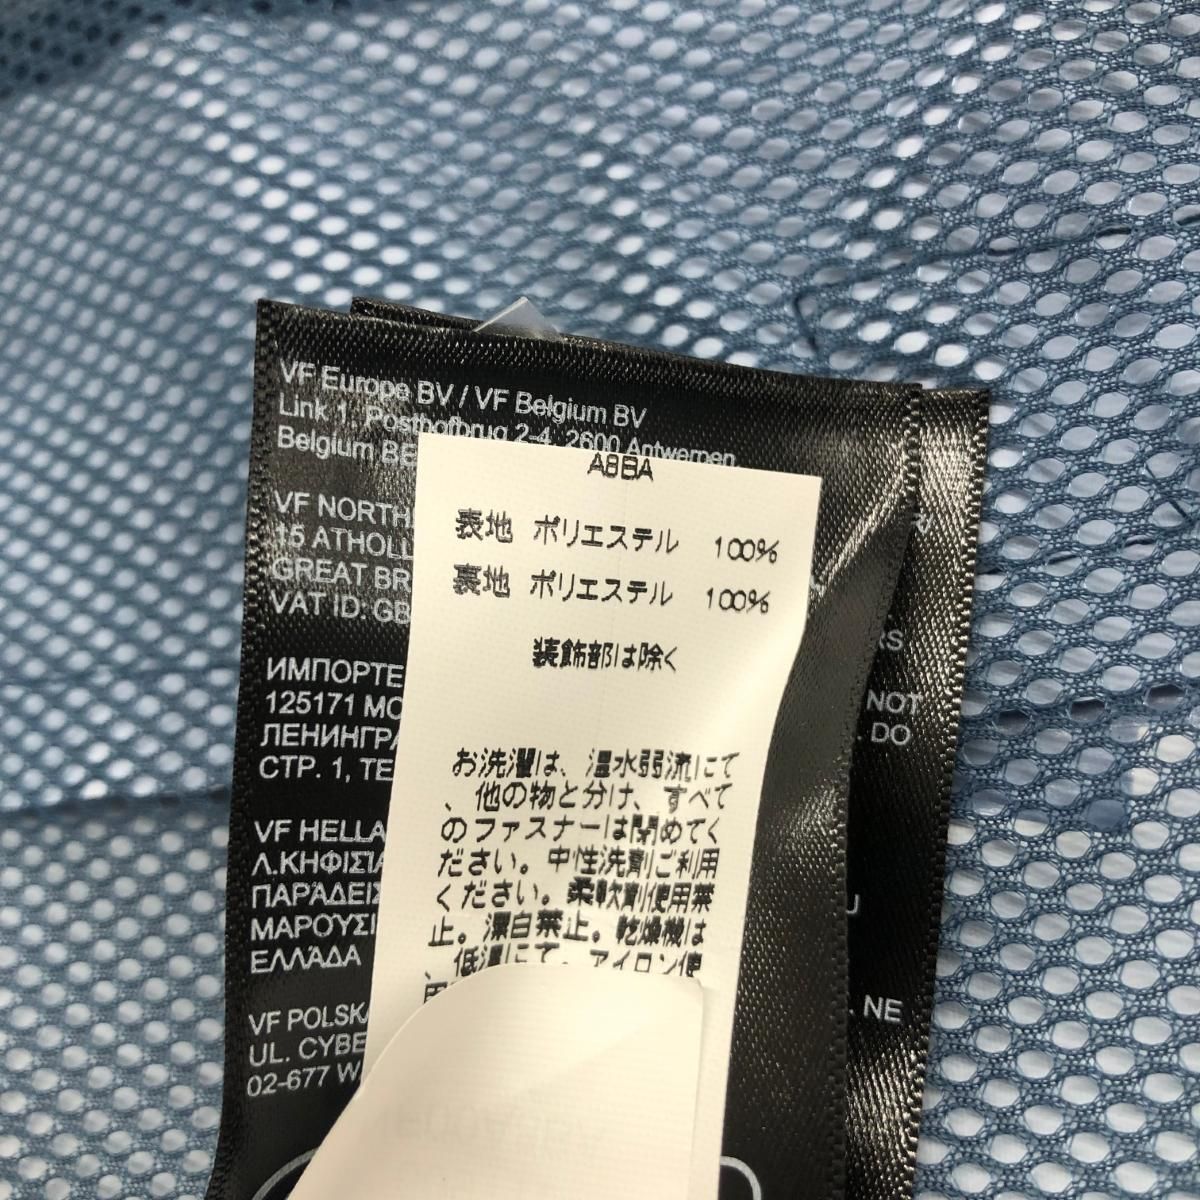 VF Europe BV / VF Belgium BV
Link 1, Posthofbrug 2-4, 2600 Antwerpen
Belgium BE
VF NORTH
15 ATHOLL
GREAT BR
VAT ID: GB
ИМПОРТЕ
125171 МО
ЛЕНИНГРА
СТР. 1, ТЕ
VF HELLA
Λ.ΚΗΦΙΣΊΑ
ΠΑΡΆΔΕΙΣ
ΜΑΡΟΎΣΙ
ΕΛΛΆΔΑ
VF POLSKA
UL. CYBE
02-677 W
A8BA
表地 ポリエステル 100%
裏地 ポリエステル 100%
装飾部は除く
お洗濯は、温水弱流にて
、他の物と分け、すべて
のファスナーは閉めてく
ださい。中性洗剤ご利用
ください。柔軟剤使用禁
止。漂白禁止。乾燥機は
、低温にて。アイロン使
用
RS
NOT
. DO
U
. NE